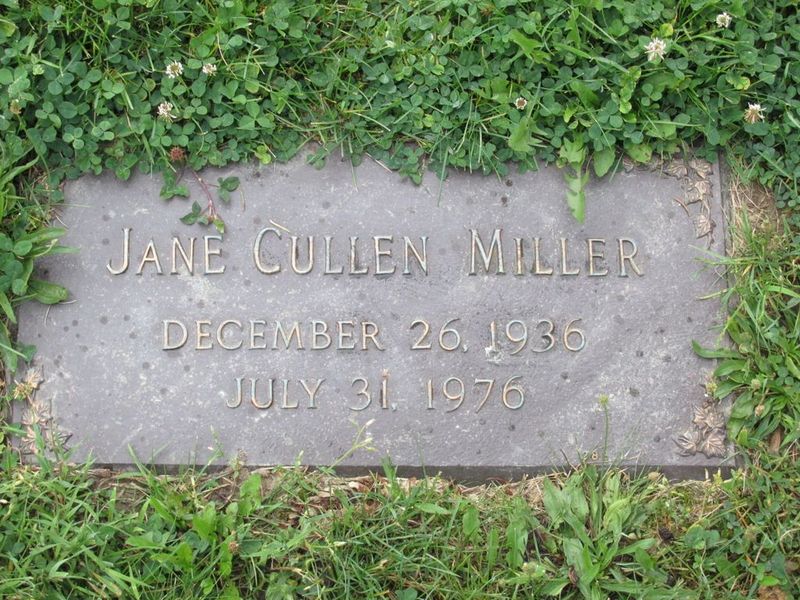 JANE CULLEN MILLER
DECEMBER 26, 1936
JULY 31, 1976